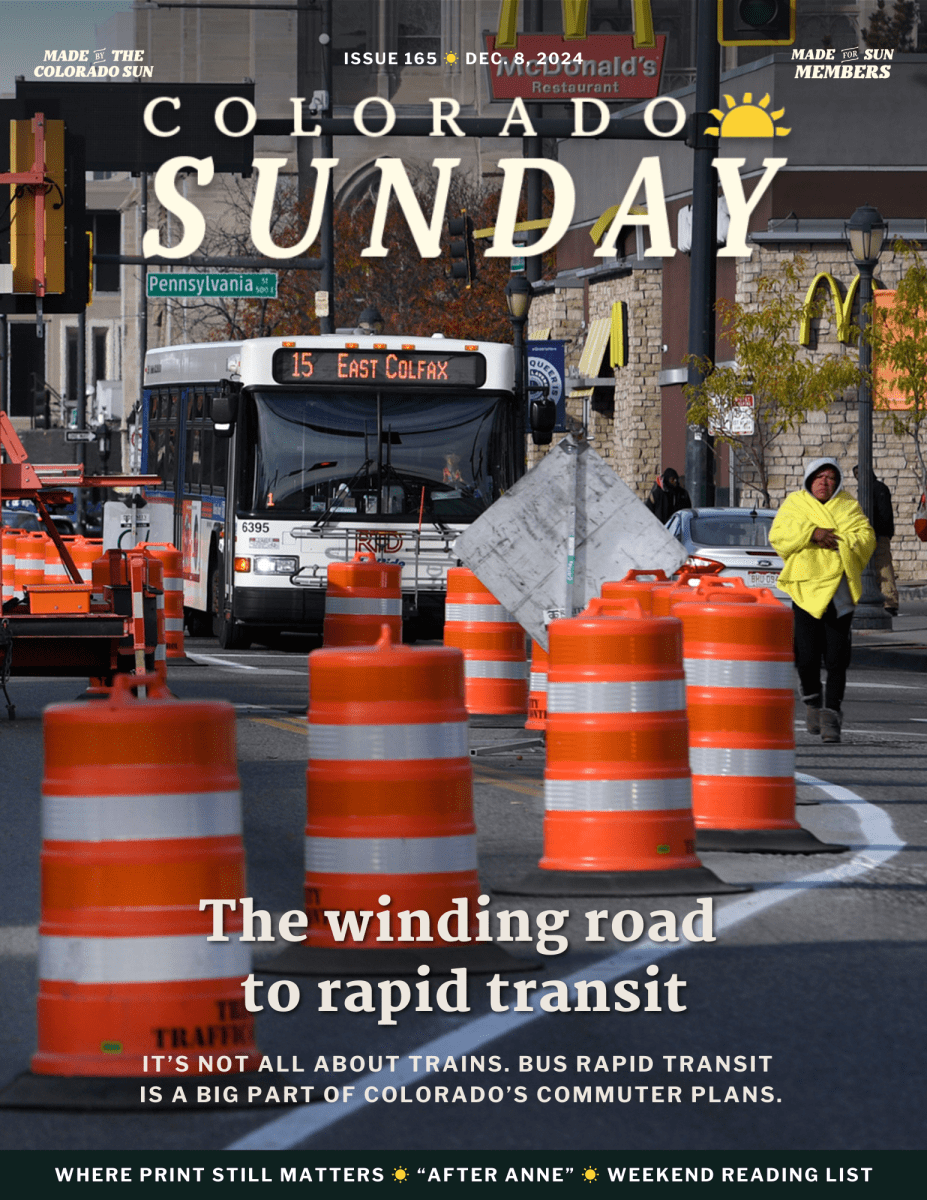 MADE BY THE
COLORADO SUN
ISSUE 165 DEC. 8, 2024
MADE FOR SUN
MEMBERS
McDonald's
Restaurant
COLORADO
SUNDAY
Pennsylvania ST
15 EAST COLFAX
6395
RTD
The winding road
to rapid transit
TRAFFIC
IT'S NOT ALL ABOUT TRAINS. BUS RAPID TRANSIT
IS A BIG PART OF COLORADO'S COMMUTER PLANS.
WHERE PRINT STILL MATTERS “AFTER ANNE” WEEKEND READING LIST